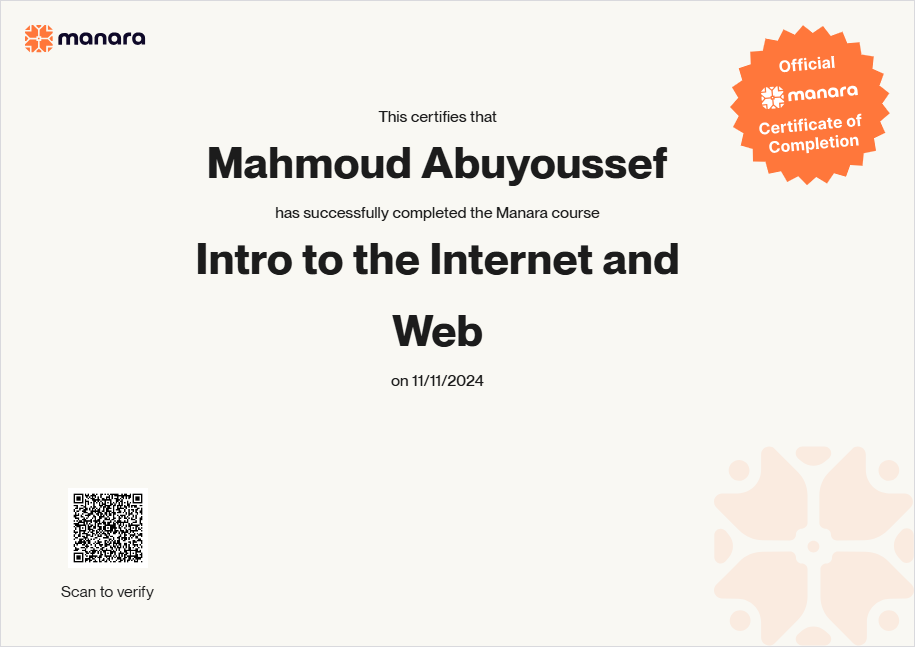 manara
Official
manara
Certificate of
Completion
This certifies that
Mahmoud Abuyoussef
has successfully completed the Manara course
Intro to the Internet and
Web
on 11/11/2024
Scan to verify